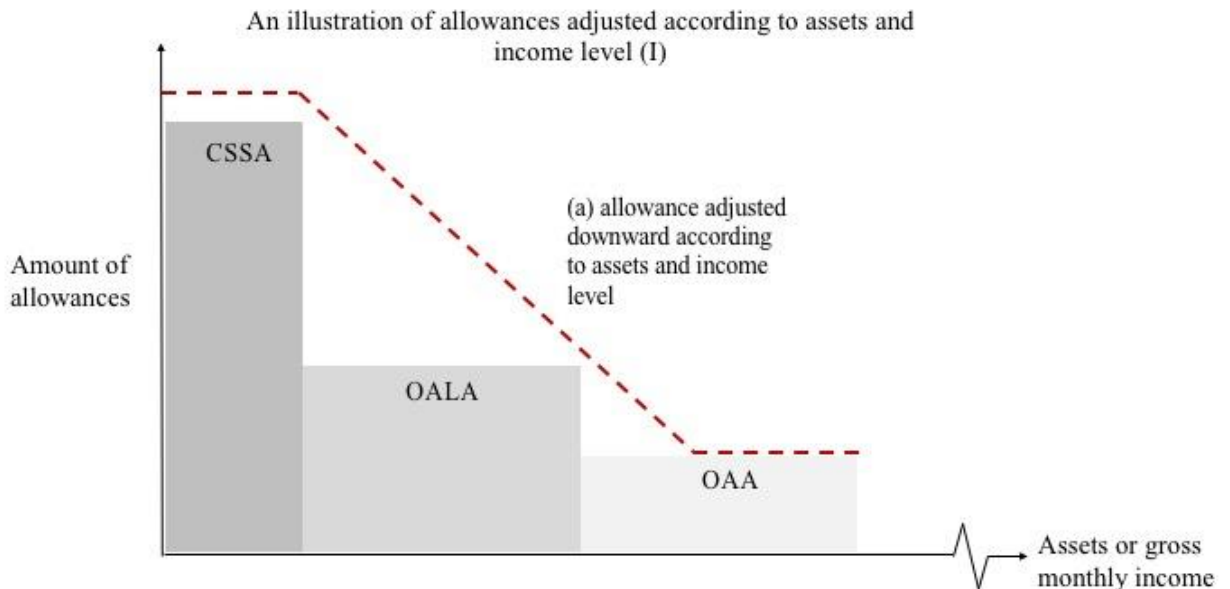 An illustration of allowances adjusted according to assets and
income level (I)
CSSA
(a) allowance adjusted
downward according
to assets and income
level
Amount of
allowances
OALA
OAA
Assets or gross
monthly income